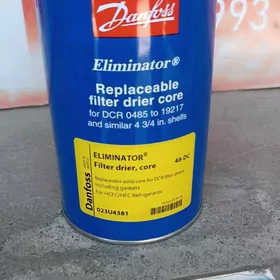 993
Danfoss
Eliminator®
Replaceable
filter drier core
for DCR 0485 to 19217
and similar 4 3/4 in. shells
ELIMINATOR®
46-DC
Filter drier, core
Replaceable solid core for DCR filter driers
including gaskets
For HCFC/HFC Refrigerants
Danfoss
023U4381